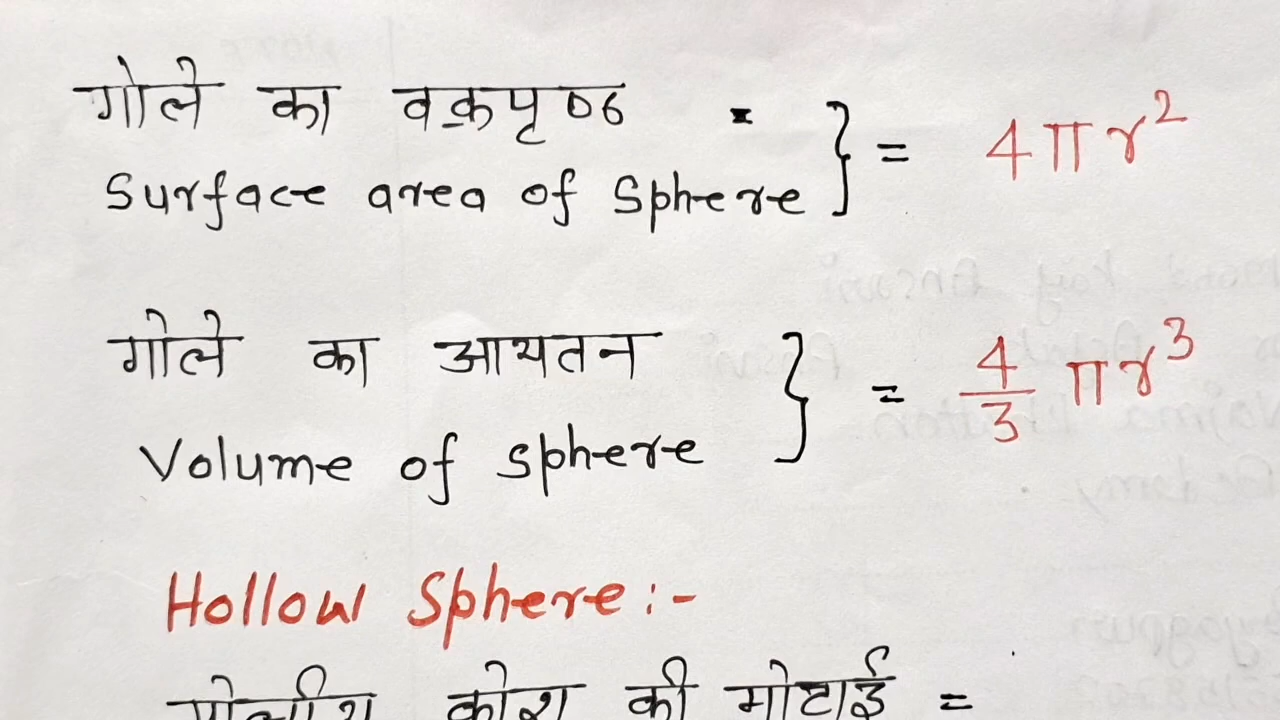 गोले का वक्रपृष्ठ
Surface area of Sphere } = 4πr²
गोले का आयतन
Volume of sphere } = 4/3 πr³
Hollow Sphere :-
गोलीय कोश की मोटाई =